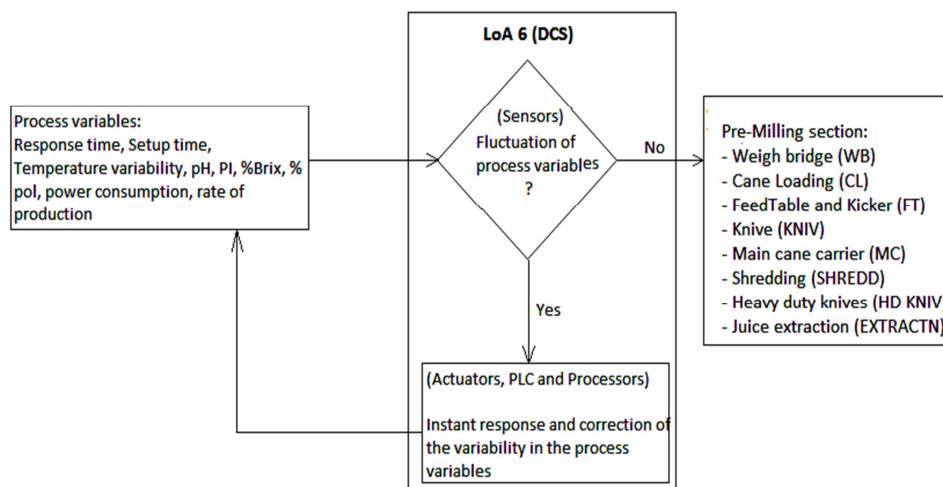 LoA 6 (DCS)
Process variables:
Response time, Setup time,
Temperature variability, pH, PI, %Brix, %
pol, power consumption, rate of
production
(Sensors)
Fluctuation of
process variables
?
No
Yes
Pre-Milling section:
- Weigh bridge (WB)
- Cane Loading (CL)
- FeedTable and Kicker (FT)
- Knive (KNIV)
- Main cane carrier (MC)
- Shredding (SHREDD)
- Heavy duty knives (HD KNIV)
- Juice extraction (EXTRACTN)
(Actuators, PLC and Processors)
Instant response and correction of
the variability in the process
variables